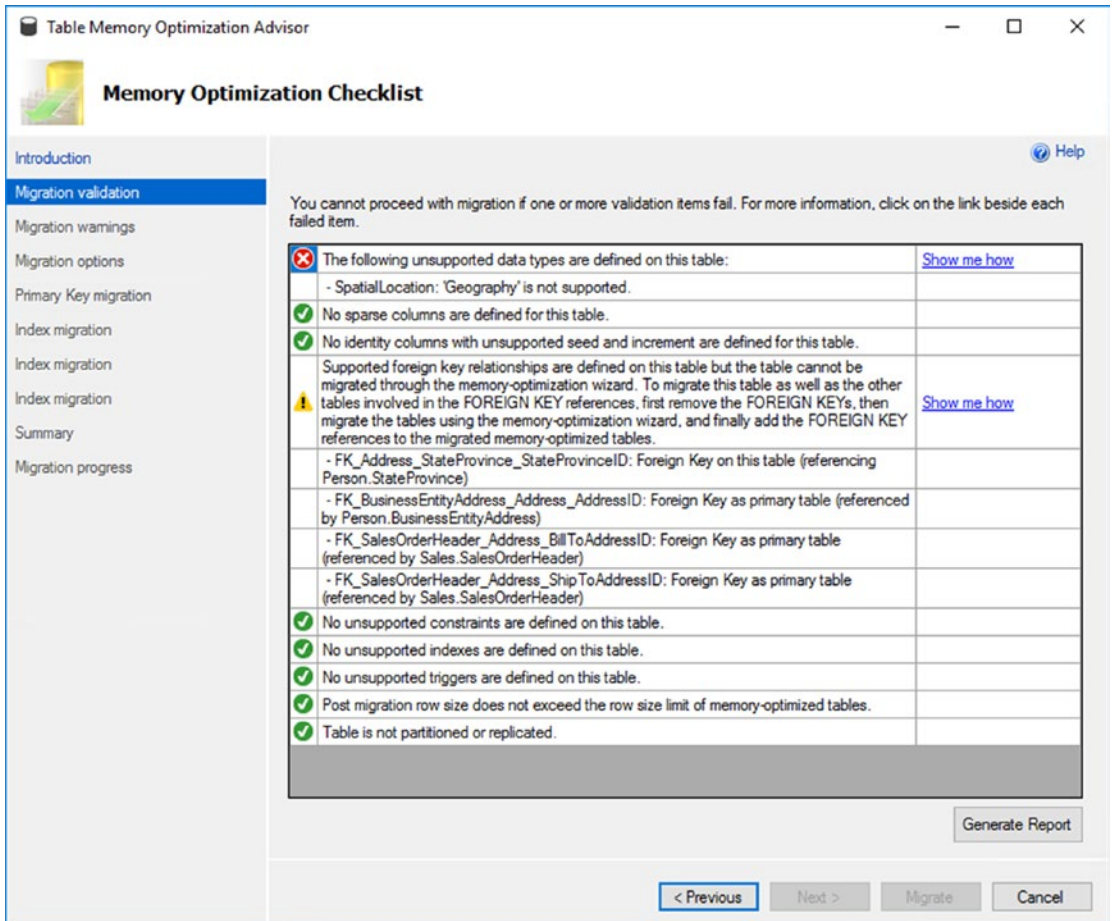 Table Memory Optimization Advisor
Memory Optimization Checklist
Introduction
Migration validation
Migration warnings
Migration options
Primary Key migration
Index migration
Index migration
Index migration
Summary
Migration progress
Help
You cannot proceed with migration if one or more validation items fail. For more information, click on the link beside each
failed item.
The following unsupported data types are defined on this table:
Show me how
- SpatialLocation: 'Geography' is not supported.
No sparse columns are defined for this table.
No identity columns with unsupported seed and increment are defined for this table.
Supported foreign key relationships are defined on this table but the table cannot be
migrated through the memory-optimization wizard. To migrate this table as well as the other
tables involved in the FOREIGN KEY references, first remove the FOREIGN KEYs, then
migrate the tables using the memory-optimization wizard, and finally add the FOREIGN KEY
references to the migrated memory-optimized tables.
Show me how
- FK_Address_StateProvince_StateProvinceID: Foreign Key on this table (referencing
Person.StateProvince)
- FK_BusinessEntityAddress_Address_AddressID: Foreign Key as primary table (referenced
by Person.BusinessEntityAddress)
- FK_SalesOrderHeader_Address_BillToAddressID: Foreign Key as primary table
(referenced by Sales.SalesOrderHeader)
- FK_SalesOrderHeader_Address_ShipToAddressID: Foreign Key as primary table
(referenced by Sales.SalesOrderHeader)
No unsupported constraints are defined on this table.
No unsupported indexes are defined on this table.
No unsupported triggers are defined on this table.
Post migration row size does not exceed the row size limit of memory-optimized tables.
Table is not partitioned or replicated.
Generate Report
< Previous
Next >
Migrate
Cancel